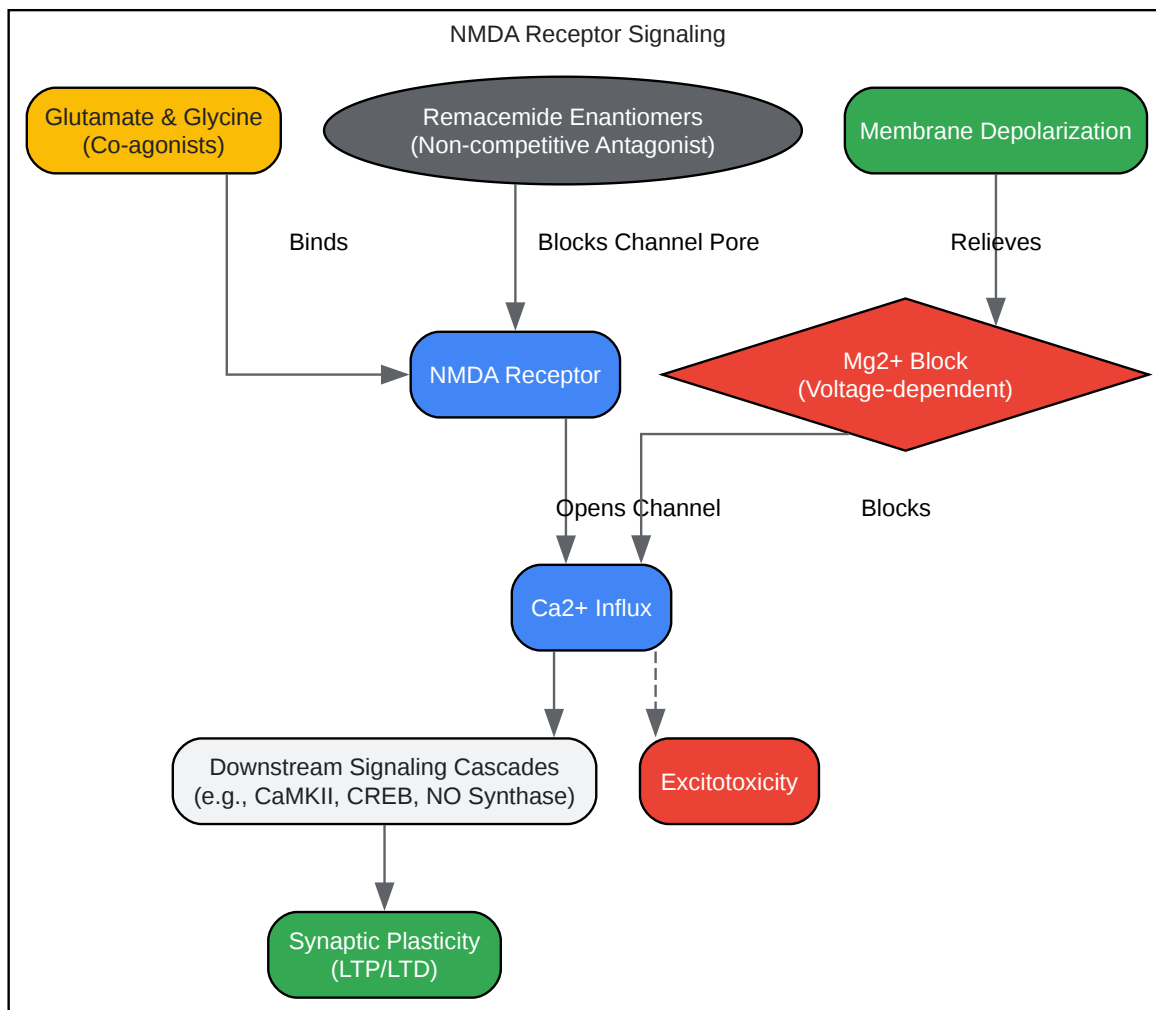 NMDA Receptor Signaling
Glutamate & Glycine
(Co-agonists)
Remacemide Enantiomers
(Non-competitive Antagonist)
Membrane Depolarization
Binds
Blocks Channel Pore
Relieves
NMDA Receptor
Mg2+ Block
(Voltage-dependent)
Opens Channel
Blocks
Ca2+ Influx
Downstream Signaling Cascades
(e.g., CaMKII, CREB, NO Synthase)
Excitotoxicity
Synaptic Plasticity
(LTP/LTD)